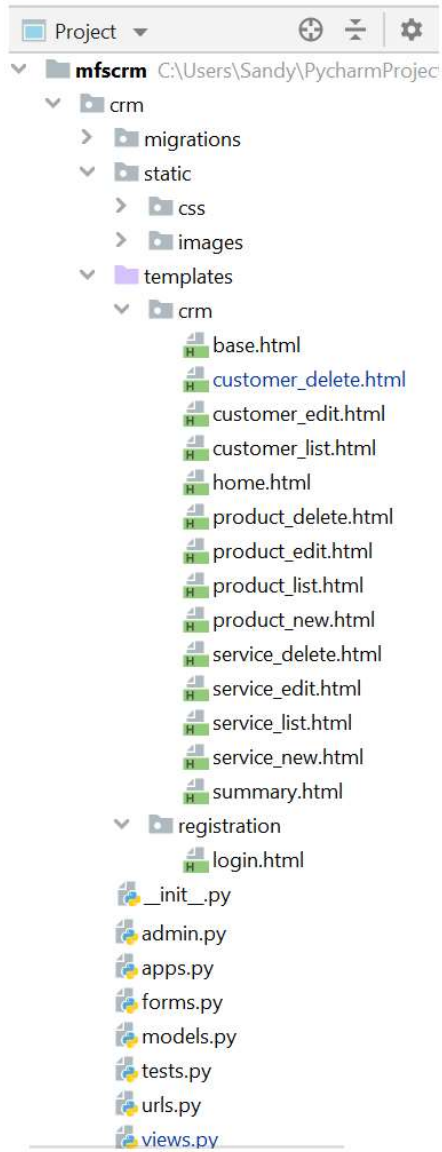 Project
mfscrm C:\Users\Sandy\PycharmProjec
crm
migrations
static
css
images
templates
crm
base.html
customer_delete.html
customer_edit.html
customer_list.html
home.html
product_delete.html
product_edit.html
product_list.html
product_new.html
service_delete.html
service_edit.html
service_list.html
service_new.html
summary.html
registration
login.html
__init__.py
admin.py
apps.py
forms.py
models.py
tests.py
urls.py
views.py